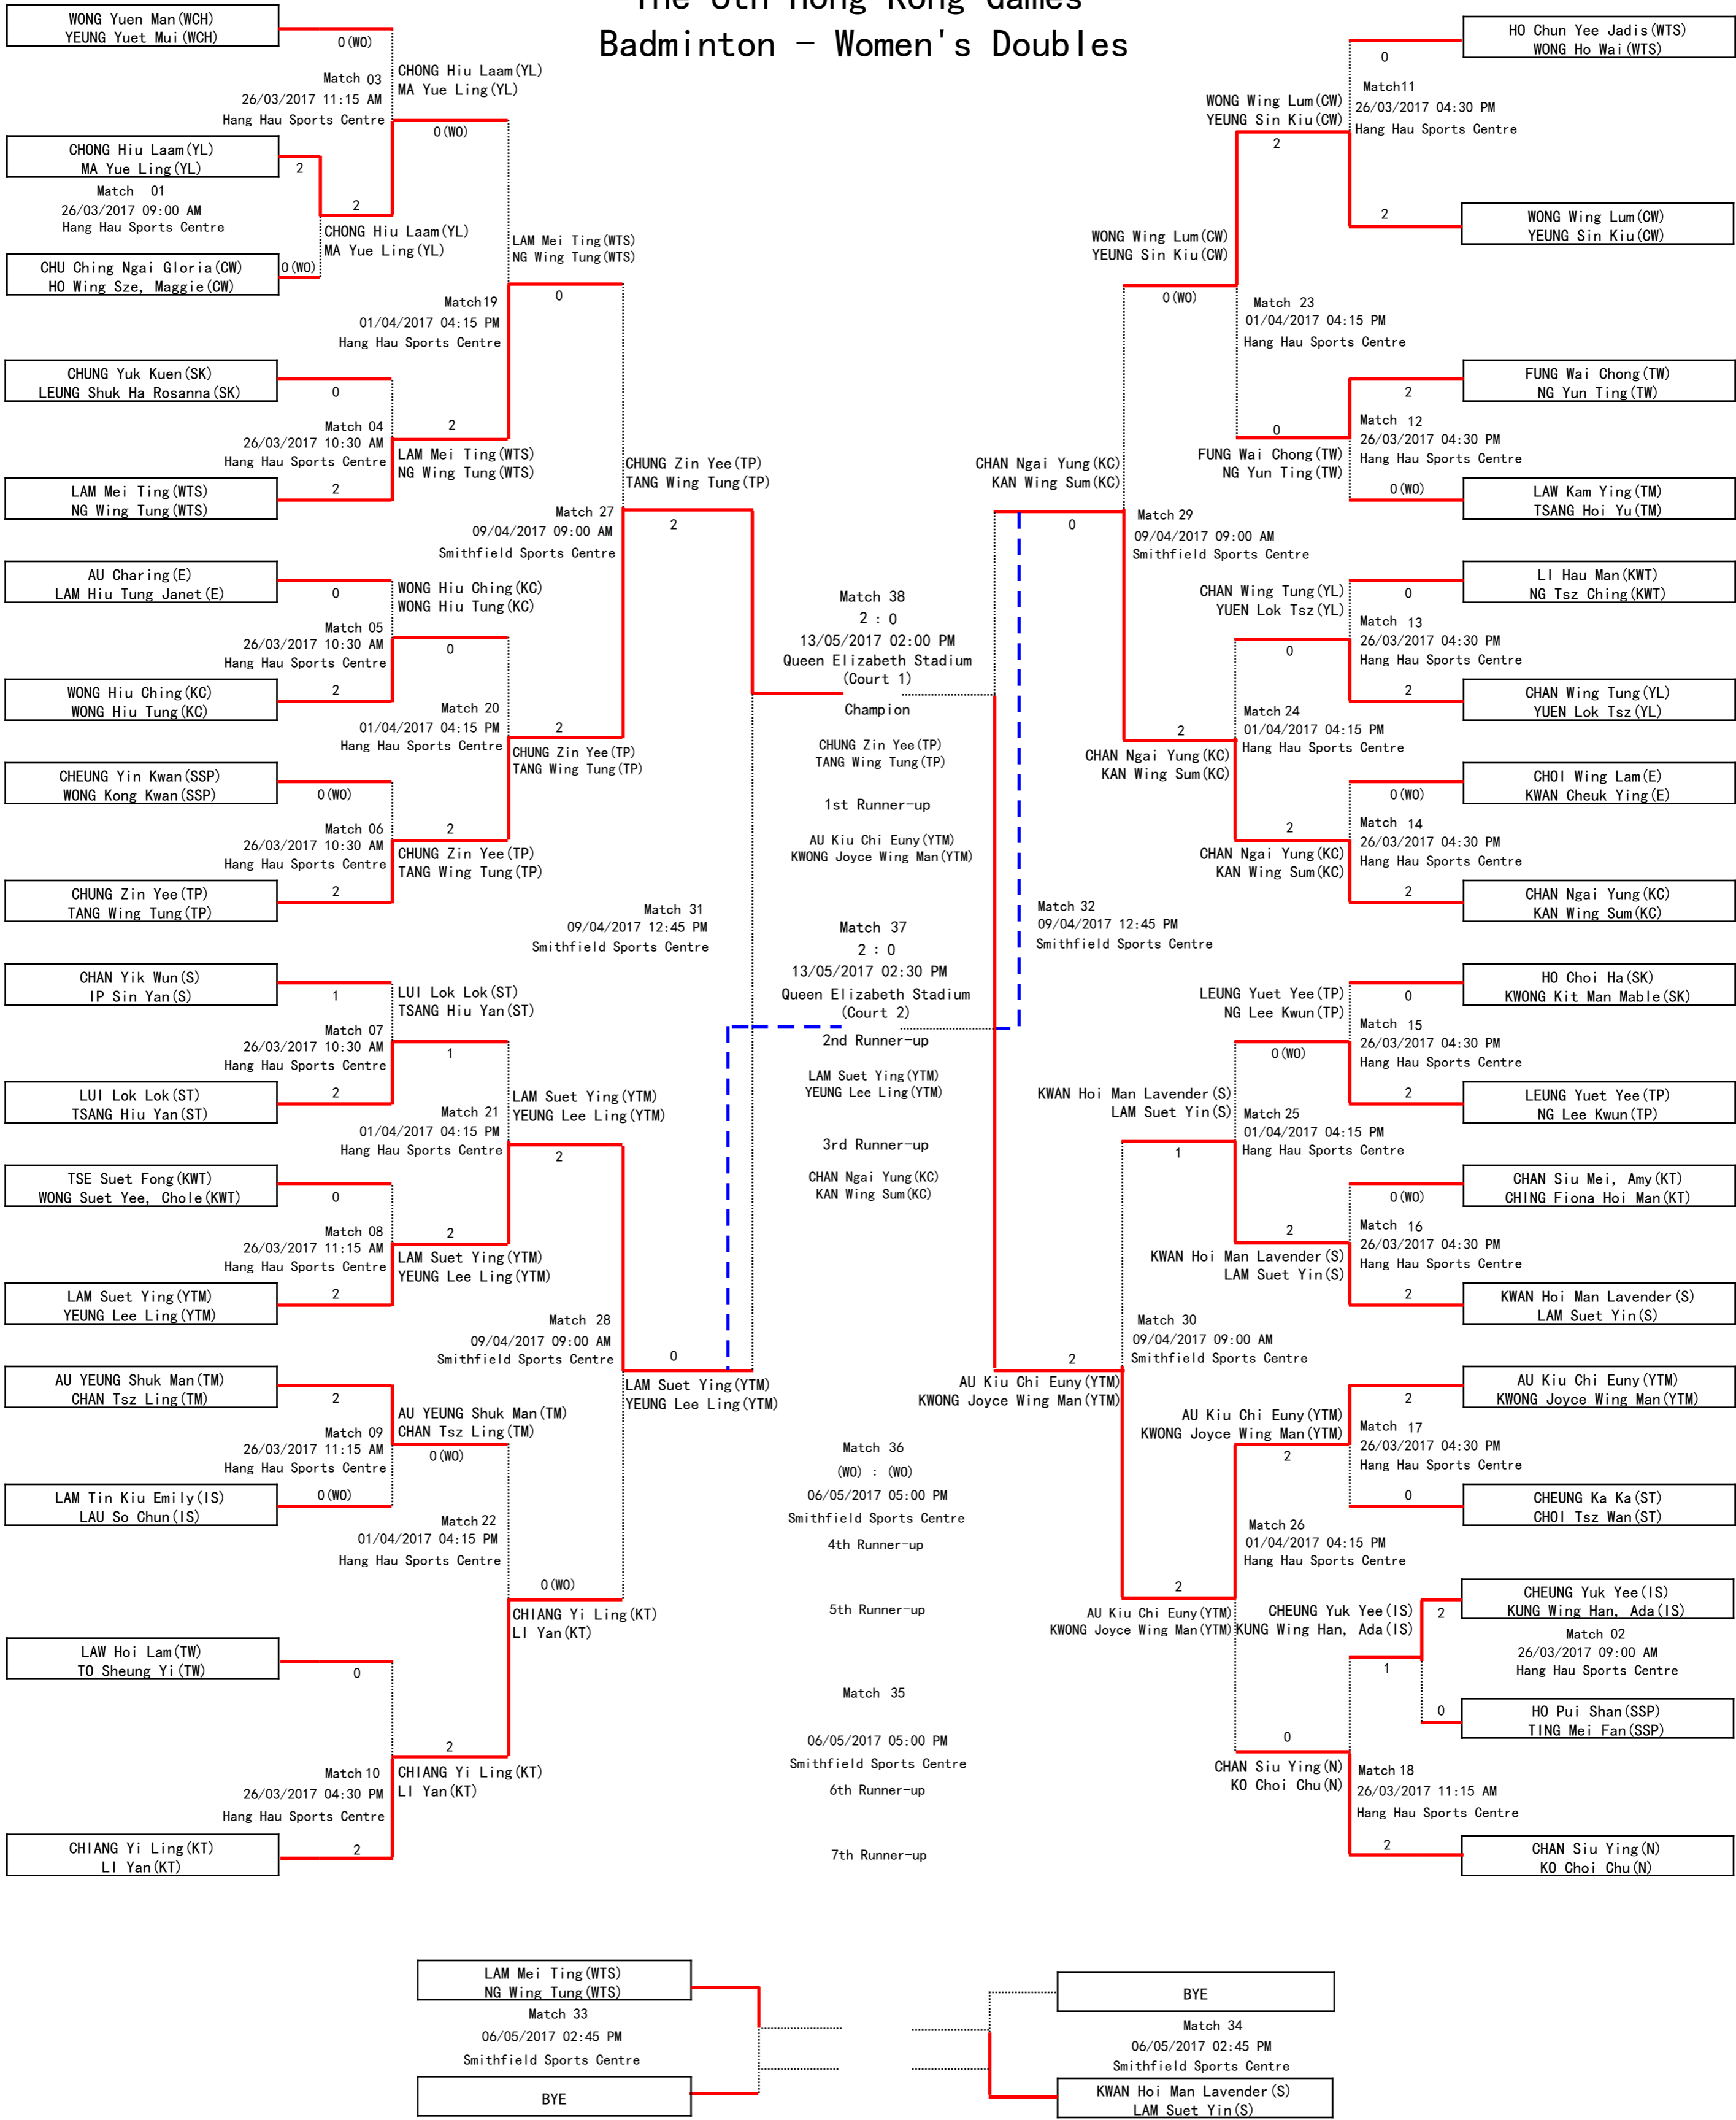 The 6th Hong Kong Games
Badminton - Women's Doubles
WONG Yuen Man(WCH)
YEUNG Yuet Mui(WCH)
0(WO)
Match 03
26/03/2017 11:15 AM
Hang Hau Sports Centre
CHONG Hiu Laam(YL)
MA Yue Ling(YL)
0(WO)
CHONG Hiu Laam(YL)
MA Yue Ling(YL)
2
Match 01
26/03/2017 09:00 AM
Hang Hau Sports Centre
2
CHONG Hiu Laam(YL)
MA Yue Ling(YL)
CHU Ching Ngai Gloria(CW)
HO Wing Sze, Maggie(CW)
0(WO)
LAM Mei Ting(WTS)
NG Wing Tung(WTS)
0
Match19
01/04/2017 04:15 PM
Hang Hau Sports Centre
CHUNG Yuk Kuen(SK)
LEUNG Shuk Ha Rosanna(SK)
0
Match 04
26/03/2017 10:30 AM
Hang Hau Sports Centre
2
LAM Mei Ting(WTS)
NG Wing Tung(WTS)
LAM Mei Ting(WTS)
NG Wing Tung(WTS)
2
CHUNG Zin Yee(TP)
TANG Wing Tung(TP)
2
Match 27
09/04/2017 09:00 AM
Smithfield Sports Centre
AU Charing(E)
LAM Hiu Tung Janet(E)
0
WONG Hiu Ching(KC)
WONG Hiu Tung(KC)
0
Match 05
26/03/2017 10:30 AM
Hang Hau Sports Centre
WONG Hiu Ching(KC)
WONG Hiu Tung(KC)
2
Match 20
01/04/2017 04:15 PM
Hang Hau Sports Centre
2
CHUNG Zin Yee(TP)
TANG Wing Tung(TP)
CHEUNG Yin Kwan(SSP)
WONG Kong Kwan(SSP)
0(WO)
Match 06
26/03/2017 10:30 AM
Hang Hau Sports Centre
2
CHUNG Zin Yee(TP)
TANG Wing Tung(TP)
CHUNG Zin Yee(TP)
TANG Wing Tung(TP)
2
Match 31
09/04/2017 12:45 PM
Smithfield Sports Centre
CHAN Yik Wun(S)
IP Sin Yan(S)
1
LUI Lok Lok(ST)
TSANG Hiu Yan(ST)
1
Match 07
26/03/2017 10:30 AM
Hang Hau Sports Centre
LUI Lok Lok(ST)
TSANG Hiu Yan(ST)
2
Match 21
01/04/2017 04:15 PM
Hang Hau Sports Centre
LAM Suet Ying(YTM)
YEUNG Lee Ling(YTM)
2
TSE Suet Fong(KWT)
WONG Suet Yee, Chole(KWT)
0
Match 08
26/03/2017 11:15 AM
Hang Hau Sports Centre
2
LAM Suet Ying(YTM)
YEUNG Lee Ling(YTM)
LAM Suet Ying(YTM)
YEUNG Lee Ling(YTM)
2
Match 28
09/04/2017 09:00 AM
Smithfield Sports Centre
0
LAM Suet Ying(YTM)
YEUNG Lee Ling(YTM)
AU YEUNG Shuk Man(TM)
CHAN Tsz Ling(TM)
2
AU YEUNG Shuk Man(TM)
CHAN Tsz Ling(TM)
0(WO)
Match 09
26/03/2017 11:15 AM
Hang Hau Sports Centre
LAM Tin Kiu Emily(IS)
LAU So Chun(IS)
0(WO)
Match 22
01/04/2017 04:15 PM
Hang Hau Sports Centre
0(WO)
CHIANG Yi Ling(KT)
LI Yan(KT)
LAW Hoi Lam(TW)
TO Sheung Yi(TW)
0
2
Match 10
26/03/2017 04:30 PM
Hang Hau Sports Centre
CHIANG Yi Ling(KT)
LI Yan(KT)
CHIANG Yi Ling(KT)
LI Yan(KT)
2
Match 38
2 : 0
13/05/2017 02:00 PM
Queen Elizabeth Stadium
(Court 1)
Champion
CHUNG Zin Yee(TP)
TANG Wing Tung(TP)
1st Runner-up
AU Kiu Chi Euny(YTM)
KWONG Joyce Wing Man(YTM)
Match 37
2 : 0
13/05/2017 02:30 PM
Queen Elizabeth Stadium
(Court 2)
2nd Runner-up
LAM Suet Ying(YTM)
YEUNG Lee Ling(YTM)
3rd Runner-up
CHAN Ngai Yung(KC)
KAN Wing Sum(KC)
Match 36
(WO) : (WO)
06/05/2017 05:00 PM
Smithfield Sports Centre
4th Runner-up
5th Runner-up
Match 35
06/05/2017 05:00 PM
Smithfield Sports Centre
6th Runner-up
7th Runner-up
HO Chun Yee Jadis(WTS)
WONG Ho Wai(WTS)
0
Match11
26/03/2017 04:30 PM
Hang Hau Sports Centre
WONG Wing Lum(CW)
YEUNG Sin Kiu(CW)
2
2
WONG Wing Lum(CW)
YEUNG Sin Kiu(CW)
WONG Wing Lum(CW)
YEUNG Sin Kiu(CW)
0(WO)
Match 23
01/04/2017 04:15 PM
Hang Hau Sports Centre
FUNG Wai Chong(TW)
NG Yun Ting(TW)
2
Match 12
26/03/2017 04:30 PM
Hang Hau Sports Centre
0
FUNG Wai Chong(TW)
NG Yun Ting(TW)
0(WO)
LAW Kam Ying(TM)
TSANG Hoi Yu(TM)
CHAN Ngai Yung(KC)
KAN Wing Sum(KC)
0
Match 29
09/04/2017 09:00 AM
Smithfield Sports Centre
LI Hau Man(KWT)
NG Tsz Ching(KWT)
0
CHAN Wing Tung(YL)
YUEN Lok Tsz(YL)
0
Match 13
26/03/2017 04:30 PM
Hang Hau Sports Centre
2
CHAN Wing Tung(YL)
YUEN Lok Tsz(YL)
Match 24
01/04/2017 04:15 PM
Hang Hau Sports Centre
2
CHAN Ngai Yung(KC)
KAN Wing Sum(KC)
CHOI Wing Lam(E)
KWAN Cheuk Ying(E)
0(WO)
Match 14
26/03/2017 04:30 PM
Hang Hau Sports Centre
2
CHAN Ngai Yung(KC)
KAN Wing Sum(KC)
2
CHAN Ngai Yung(KC)
KAN Wing Sum(KC)
Match 32
09/04/2017 12:45 PM
Smithfield Sports Centre
HO Choi Ha(SK)
KWONG Kit Man Mable(SK)
0
LEUNG Yuet Yee(TP)
NG Lee Kwun(TP)
0(WO)
Match 15
26/03/2017 04:30 PM
Hang Hau Sports Centre
2
LEUNG Yuet Yee(TP)
NG Lee Kwun(TP)
KWAN Hoi Man Lavender(S)
LAM Suet Yin(S)
1
Match 25
01/04/2017 04:15 PM
Hang Hau Sports Centre
CHAN Siu Mei, Amy(KT)
CHING Fiona Hoi Man(KT)
0(WO)
Match 16
26/03/2017 04:30 PM
Hang Hau Sports Centre
2
KWAN Hoi Man Lavender(S)
LAM Suet Yin(S)
2
KWAN Hoi Man Lavender(S)
LAM Suet Yin(S)
Match 30
09/04/2017 09:00 AM
Smithfield Sports Centre
2
AU Kiu Chi Euny(YTM)
KWONG Joyce Wing Man(YTM)
AU Kiu Chi Euny(YTM)
KWONG Joyce Wing Man(YTM)
2
Match 17
26/03/2017 04:30 PM
Hang Hau Sports Centre
AU Kiu Chi Euny(YTM)
KWONG Joyce Wing Man(YTM)
2
0
CHEUNG Ka Ka(ST)
CHOI Tsz Wan(ST)
Match 26
01/04/2017 04:15 PM
Hang Hau Sports Centre
2
AU Kiu Chi Euny(YTM)
KWONG Joyce Wing Man(YTM)
CHEUNG Yuk Yee(IS)
KUNG Wing Han, Ada(IS)
2
CHEUNG Yuk Yee(IS)
KUNG Wing Han, Ada(IS)
1
Match 02
26/03/2017 09:00 AM
Hang Hau Sports Centre
0
HO Pui Shan(SSP)
TING Mei Fan(SSP)
0
CHAN Siu Ying(N)
KO Choi Chu(N)
Match 18
26/03/2017 11:15 AM
Hang Hau Sports Centre
2
CHAN Siu Ying(N)
KO Choi Chu(N)
LAM Mei Ting(WTS)
NG Wing Tung(WTS)
Match 33
06/05/2017 02:45 PM
Smithfield Sports Centre
BYE
BYE
Match 34
06/05/2017 02:45 PM
Smithfield Sports Centre
KWAN Hoi Man Lavender(S)
LAM Suet Yin(S)